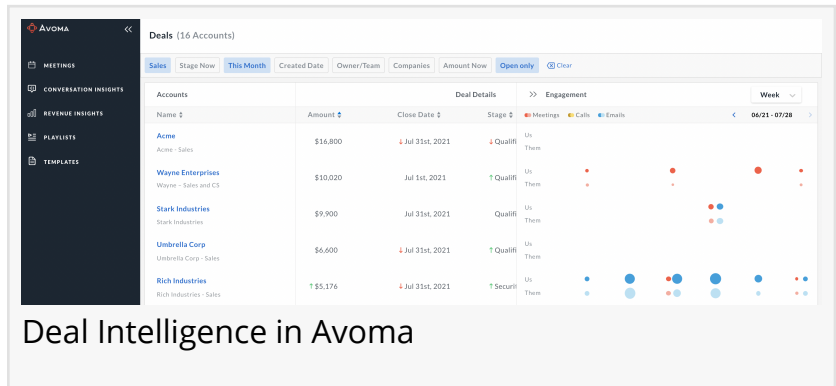 AVOMA
Deals (16 Accounts)
MEETINGS
CONVERSATION INSIGHTS
REVENUE INSIGHTS
PLAYLISTS
TEMPLATES
Sales Stage Now This Month Created Date Owner/Team Companies Amount Now Open only Clear
Accounts Deal Details Engagement Week
Name Amount Close Date Stage Meetings Calls Emails 06/21 - 07/28
Acme $16,800 Jul 31st, 2021 Qualifi Us
Acme - Sales Them
Wayne Enterprises $10,020 Jul 1st, 2021 Qualifi Us
Wayne – Sales and CS Them
Stark Industries $9,900 Jul 31st, 2021 Qualifi Us
Stark Industries Them
Umbrella Corp $6,600 Jul 31st, 2021 Qualifi Us
Umbrella Corp - Sales Them
Rich Industries $5,176 Jul 31st, 2021 Securit Us
Rich Industries - Sales Them
Deal Intelligence in Avoma